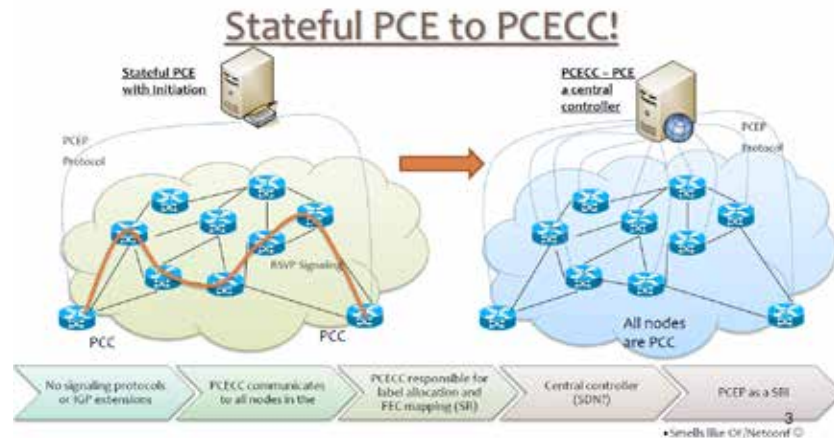 Stateful PCE to PCECC!
Stateful PCE
with Initiation
PCEP
Protocol
RSVP Signaling
PCC
PCC
PCECC – PCE
a central
controller
PCEP
Protocol
All nodes
are PCC
No signaling protocols
or IGP extensions
PCECC communicates
to all nodes in the
PCECC responsible for
label allocation and
FEC mapping (SR)
Central controller
(SDN?)
PCEP as a SBI
3
• Smells like OF/Netconf ☺